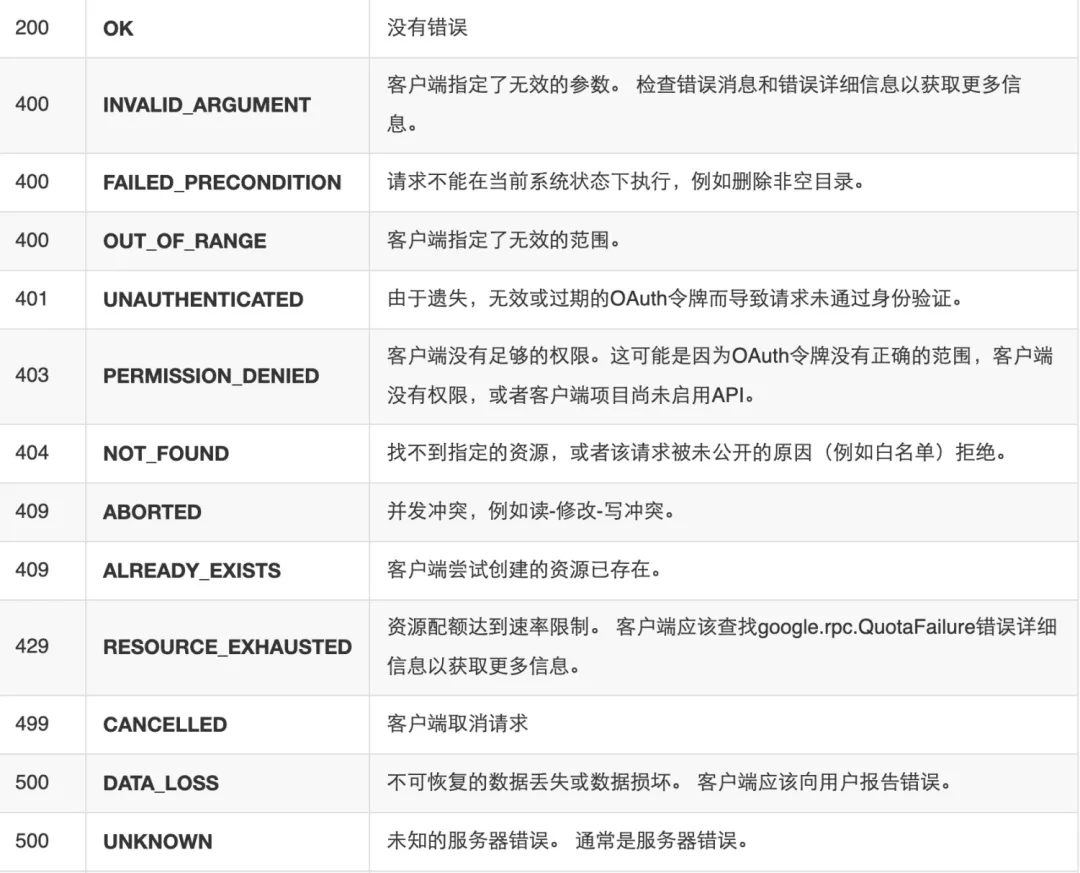 200 OK 没有错误
客户端指定了无效的参数。 检查错误消息和错误详细信息以获取更多信
400 INVALID_ARGUMENT
息。
400 FAILED_PRECONDITION 请求不能在当前系统状态下执行，例如删除非空目录。
400 OUT_OF_RANGE 客户端指定了无效的范围。
401 UNAUTHENTICATED 由于遗失，无效或过期的OAuth令牌而导致请求未通过身份验证。
客户端没有足够的权限。这可能是因为OAuth令牌没有正确的范围，客户端
403 PERMISSION_DENIED
没有权限，或者客户端项目尚未启用API。
404 NOT_FOUND 找不到指定的资源，或者该请求被未公开的原因（例如白名单）拒绝。
409 ABORTED 并发冲突，例如读-修改-写冲突。
409 ALREADY_EXISTS 客户端尝试创建的资源已存在。
资源配额达到速率限制。 客户端应该查找google.rpc.QuotaFailure错误详细
429 RESOURCE_EXHAUSTED
信息以获取更多信息。
499 CANCELLED 客户端取消请求
500 DATA_LOSS 不可恢复的数据丢失或数据损坏。 客户端应该向用户报告错误。
500 UNKNOWN 未知的服务器错误。 通常是服务器错误。